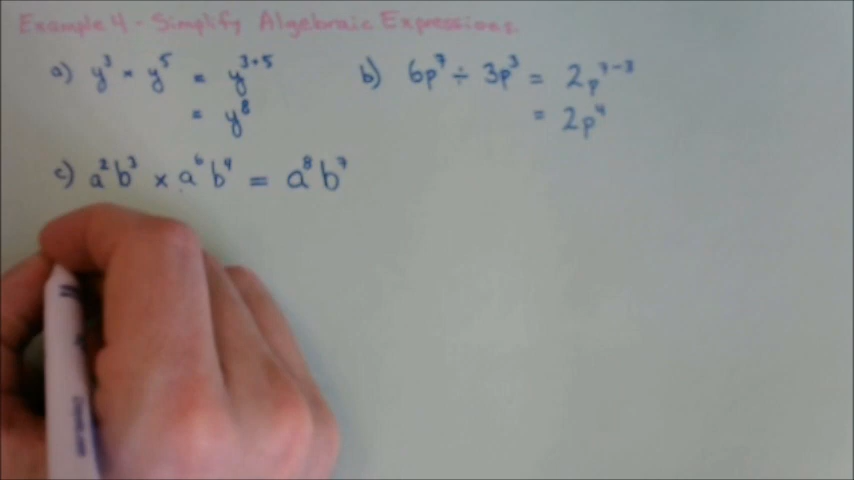 Example 4 - Simplify Algebraic Expressions.
a) y³ × y⁵ = y³⁺⁵
= y⁸
b) 6p⁷ ÷ 3p³ = 2p⁷⁻³
= 2p⁴
c) a²b³ × a⁶b⁴ = a⁸b⁷